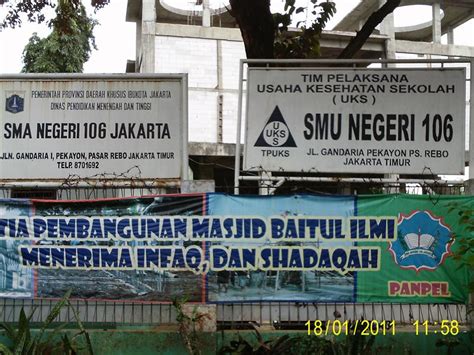 PEMERINTAH PROVINSI DAERAH KHUSUS IBUKOTA JAKARTA
DINAS PENDIDIKAN MENENGAH DAN TINGGI
SMA NEGERI 106 JAKARTA
JLN. GANDARIA I, PEKAYON, PASAR REBO JAKARTA TIMUR
TELP. 8701692
TIM PELAKSANA
USAHA KESEHATAN SEKOLAH
( UKS )
UKS
TPUKS
SMU NEGERI 106
JL. GANDARIA PEKAYON PS. REBO
JAKARTA TIMUR
TIA PEMBANGUNAN MASJID BAITUL ILMI
MENERIMA INFAQ, DAN SHADAQAH
PANPEL
18/01/2011 11:58